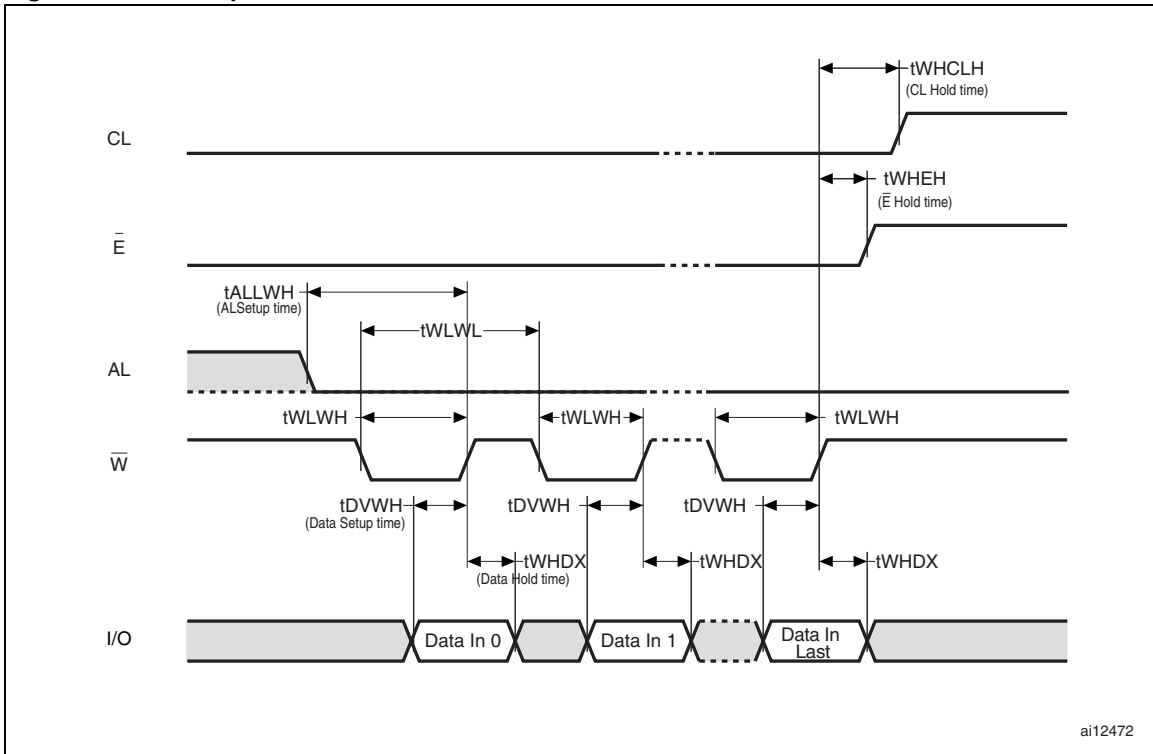 tWHCLH
(CL Hold time)
CL
tWHEH
(E̅ Hold time)
E̅
tALLWH
(ALSetup time)
tWLWL
AL
tWLWH
tWLWH
tWLWH
W̅
tDVWH
(Data Setup time)
tDVWH
tDVWH
tWHDX
(Data Hold time)
tWHDX
tWHDX
I/O
Data In 0
Data In 1
Data In
Last
ai12472